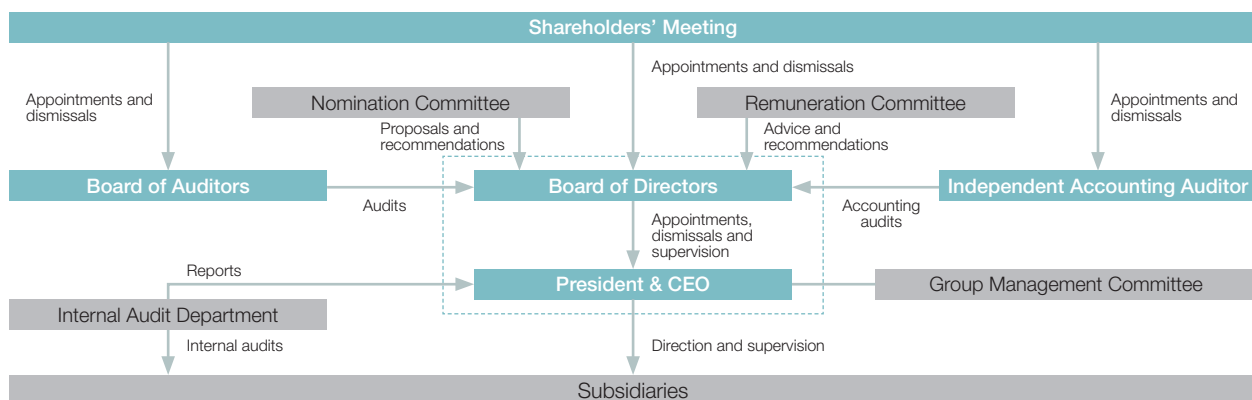 Shareholders’ Meeting
Appointments and dismissals
Appointments and
dismissals
Nomination Committee
Remuneration Committee
Appointments and
dismissals
Proposals and
recommendations
Advice and
recommendations
Board of Auditors
Board of Directors
Independent Accounting Auditor
Audits
Accounting
audits
Appointments,
dismissals and
supervision
Reports
President & CEO
Group Management Committee
Internal Audit Department
Internal audits
Direction and supervision
Subsidiaries